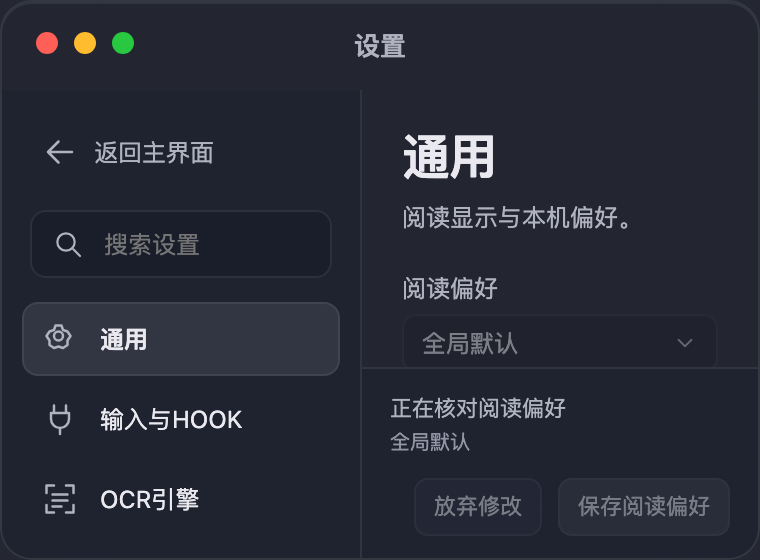 设置
返回主界面
搜索设置
通用
输入与HOOK
OCR引擎
通用
阅读显示与本机偏好。
阅读偏好
全局默认
正在核对阅读偏好
全局默认
放弃修改
保存阅读偏好